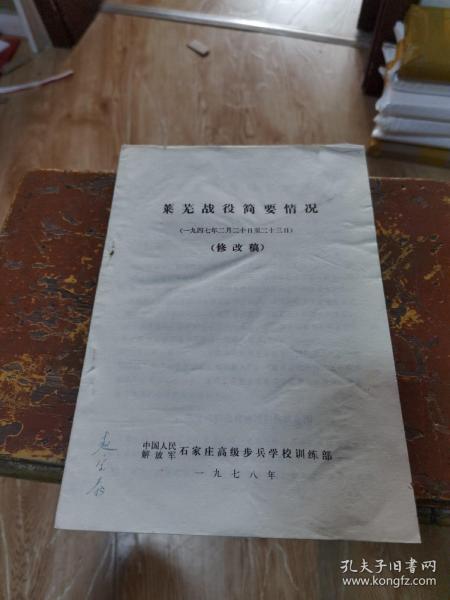 莱芜战役简要情况
（一九四七年二月二十日至二十三日）
（修改稿）
中国人民解放军石家庄高级步兵学校训练部
一九七八年
孔夫子旧书网
www.kongfz.com